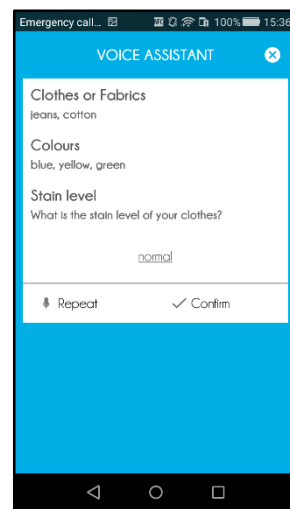 Emergency call... 100% 15:36
VOICE ASSISTANT
Clothes or Fabrics
jeans, cotton
Colours
blue, yellow, green
Stain level
What is the stain level of your clothes?
normal
Repeat Confirm